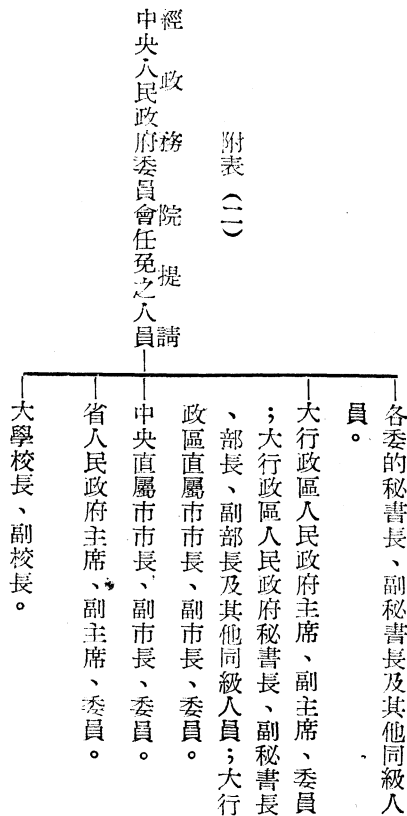 附表（二）
經政務院提請
中央人民政府委員會任免之人員
各委的秘書長、副秘書長及其他同級人
員。
大行政區人民政府主席、副主席、委員
；大行政區人民政府秘書長、副秘書長
、部長、副部長及其他同級人員；大行
政區直屬市市長、副市長、委員。
中央直屬市市長、副市長、委員。
省人民政府主席、副主席、委員。
大學校長、副校長。